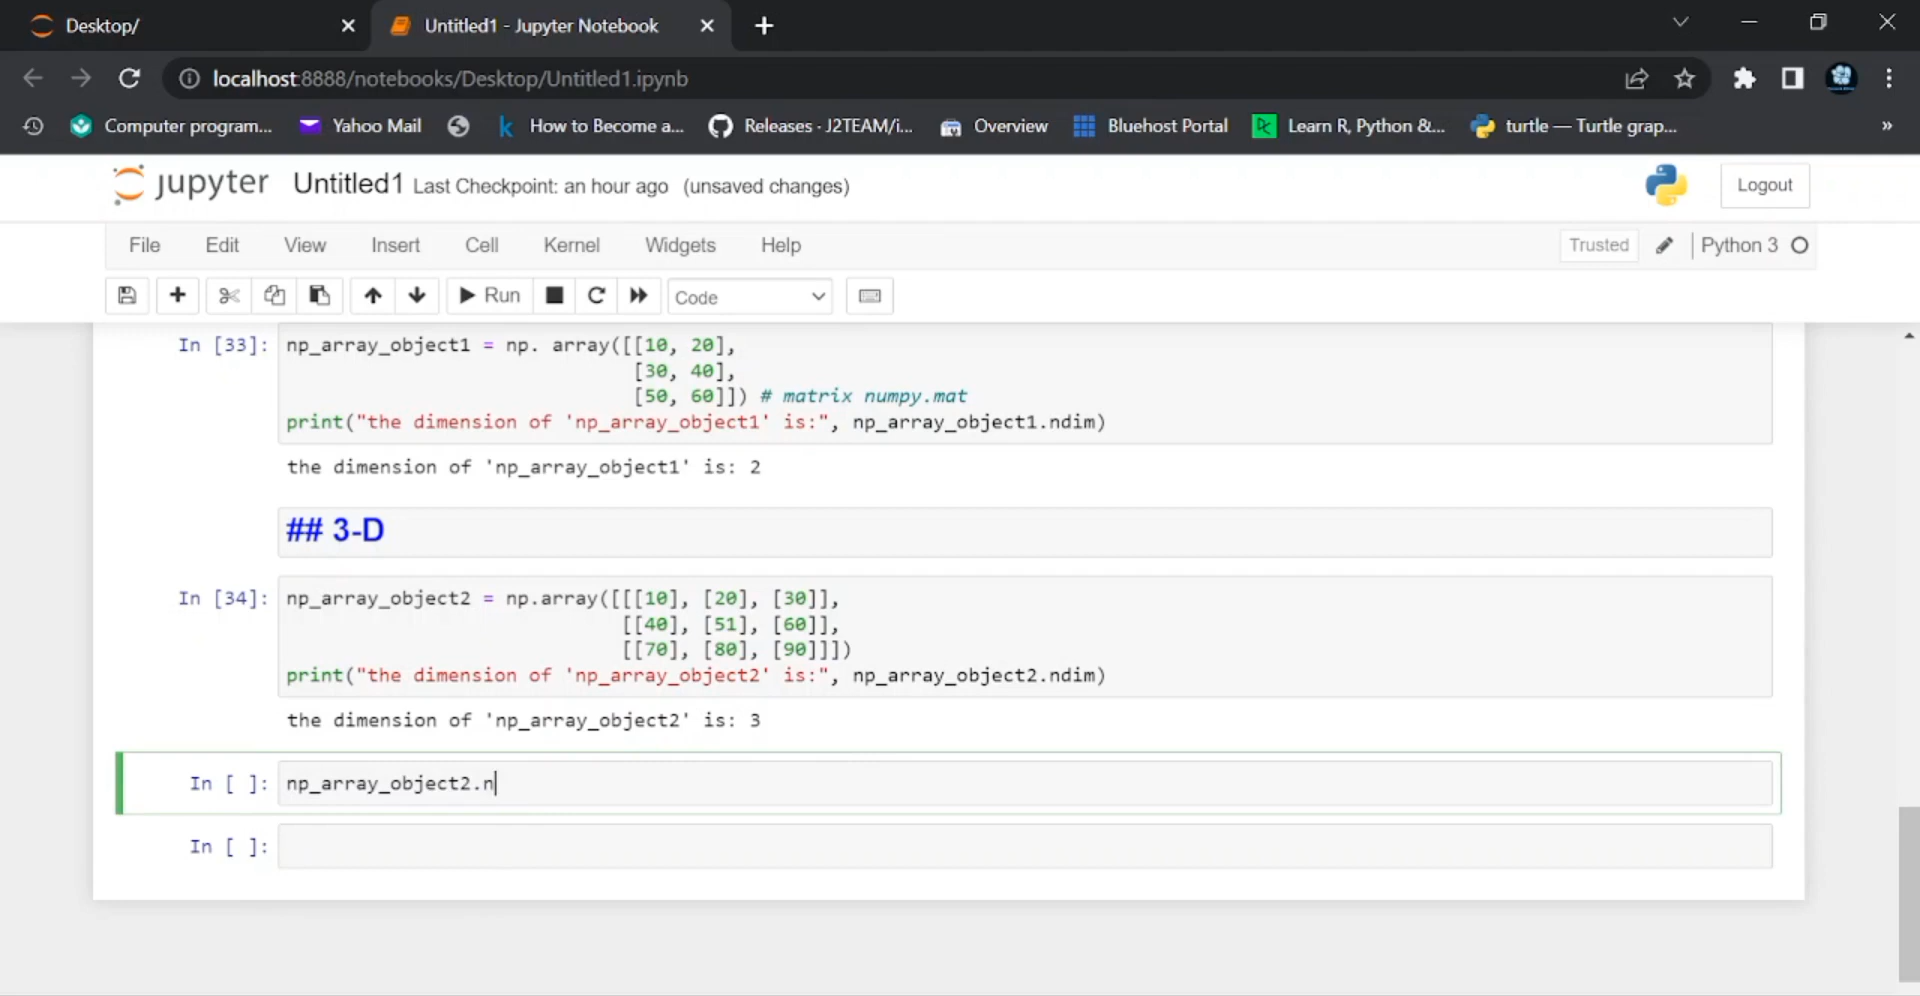 Desktop/
Untitled1 - Jupyter Notebook
localhost:8888/notebooks/Desktop/Untitled1.ipynb
Computer program...
Yahoo Mail
k How to Become a...
Releases · J2TEAM/i...
Overview
Bluehost Portal
Learn R, Python &...
turtle — Turtle grap...
»
jupyter Untitled1 Last Checkpoint: an hour ago (unsaved changes)
Logout
File Edit View Insert Cell Kernel Widgets Help
Trusted Python 3
Run Code
In [33]: np_array_object1 = np. array([[10, 20],
[30, 40],
[50, 60]]) # matrix numpy.mat
print("the dimension of 'np_array_object1' is:", np_array_object1.ndim)
the dimension of 'np_array_object1' is: 2
## 3-D
In [34]: np_array_object2 = np.array([[[10], [20], [30]],
[[40], [51], [60]],
[[70], [80], [90]]])
print("the dimension of 'np_array_object2' is:", np_array_object2.ndim)
the dimension of 'np_array_object2' is: 3
In [ ]: np_array_object2.n
In [ ]: